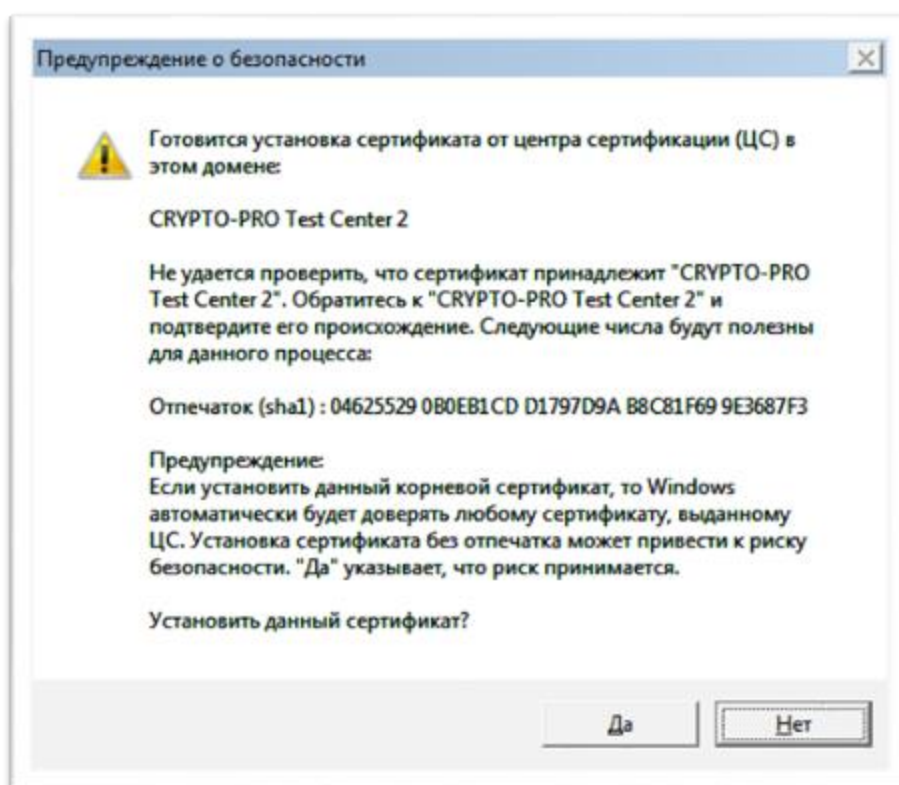 Предупреждение о безопасности
Готовится установка сертификата от центра сертификации (ЦС) в
этом домене:
CRYPTO-PRO Test Center 2
Не удается проверить, что сертификат принадлежит "CRYPTO-PRO
Test Center 2". Обратитесь к "CRYPTO-PRO Test Center 2" и
подтвердите его происхождение. Следующие числа будут полезны
для данного процесса:
Отпечаток (sha1) : 04625529 0B0EB1CD D1797D9A B8C81F69 9E3687F3
Предупреждение:
Если установить данный корневой сертификат, то Windows
автоматически будет доверять любому сертификату, выданному
ЦС. Установка сертификата без отпечатка может привести к риску
безопасности. "Да" указывает, что риск принимается.
Установить данный сертификат?
Да
Нет